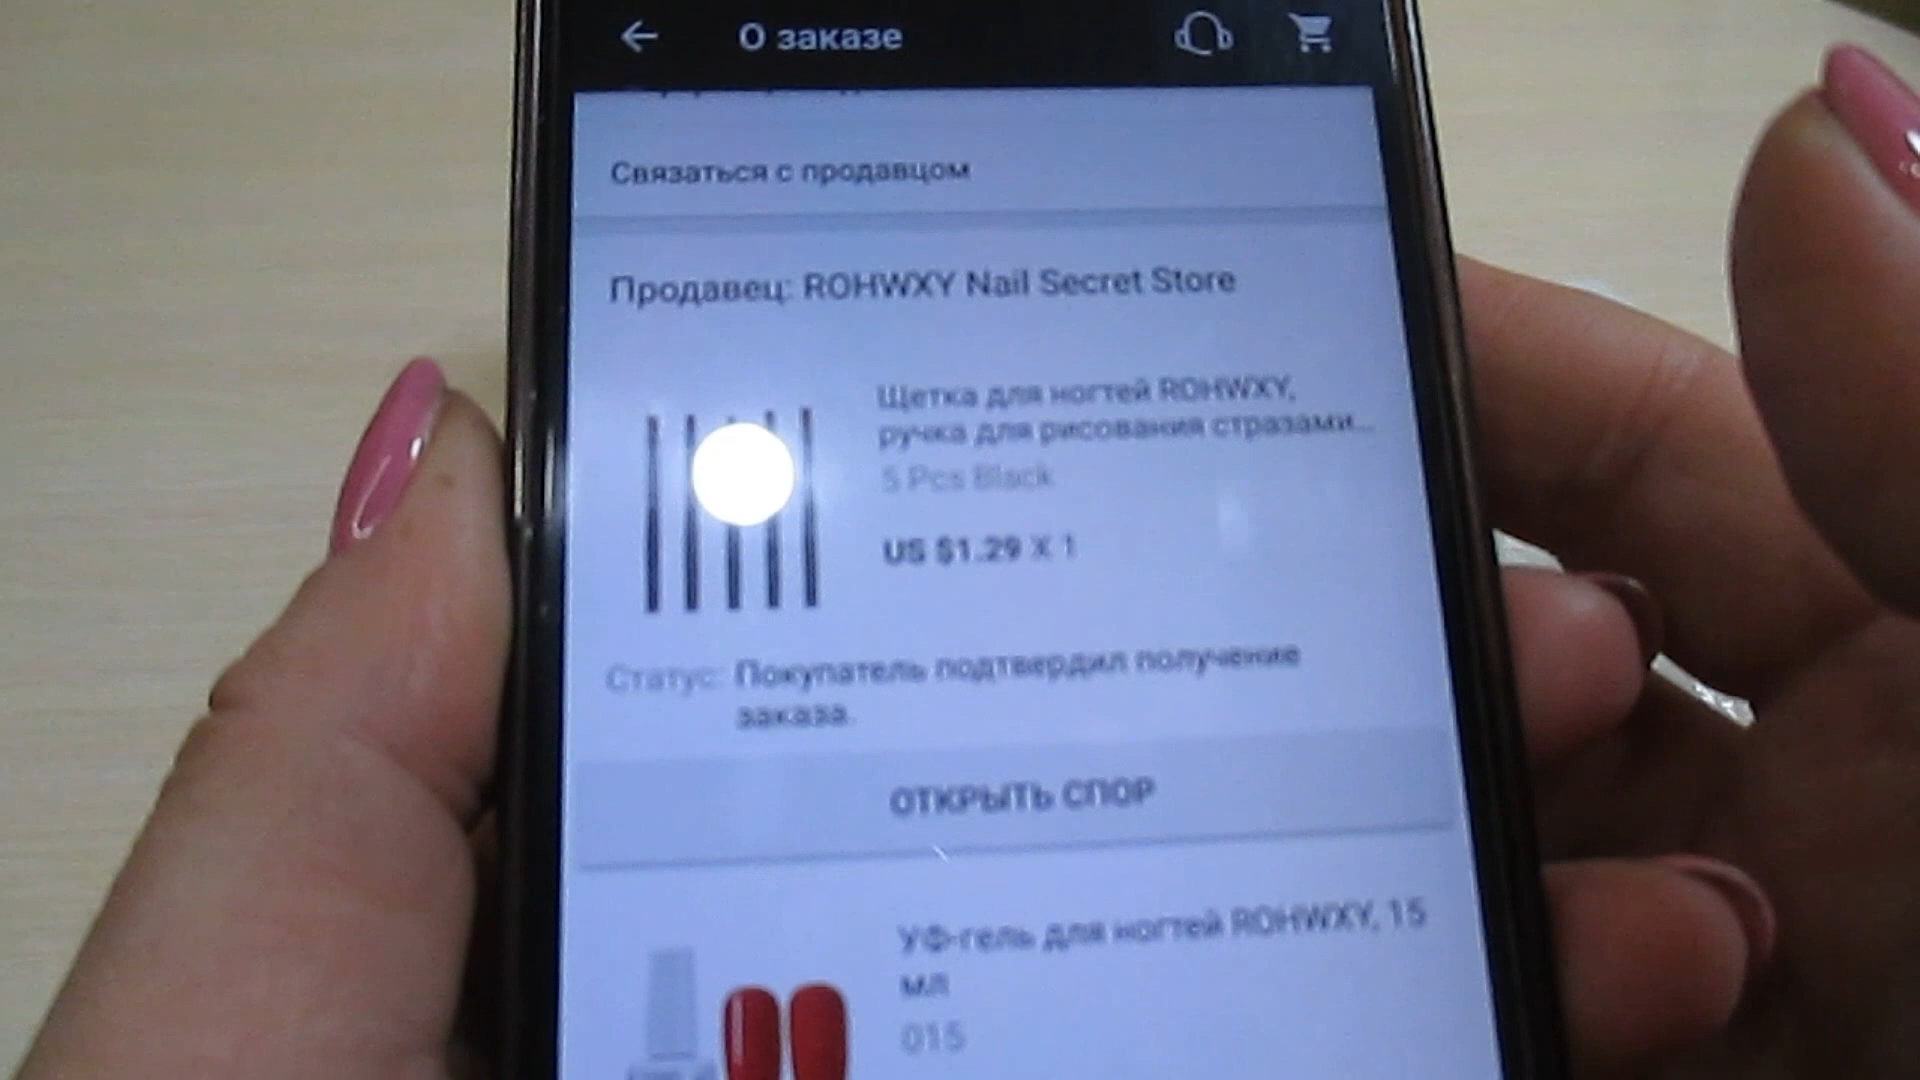 О заказе
Связаться с продавцом
Продавец: ROHWXY Nail Secret Store
Щетка для ногтей ROHWXY,
ручка для рисования стразами...
5 Pcs Black
US $1.29 X 1
Статус: Покупатель подтвердил получение
заказа.
ОТКРЫТЬ СПОР
УФ-гель для ногтей ROHWXY, 15
мл
015